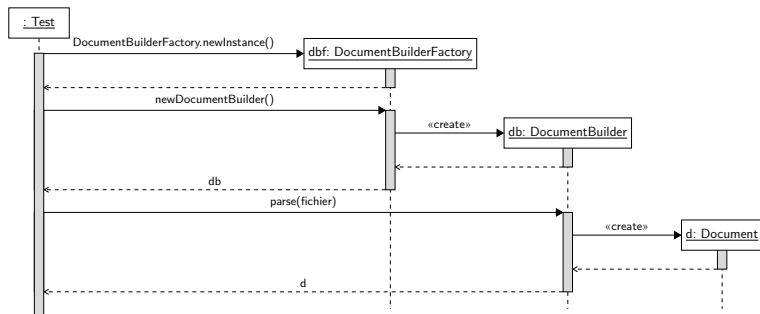 : Test
DocumentBuilderFactory.newInstance()
dbf: DocumentBuilderFactory
newDocumentBuilder()
«create»
db: DocumentBuilder
db
parse(fichier)
«create»
d: Document
d